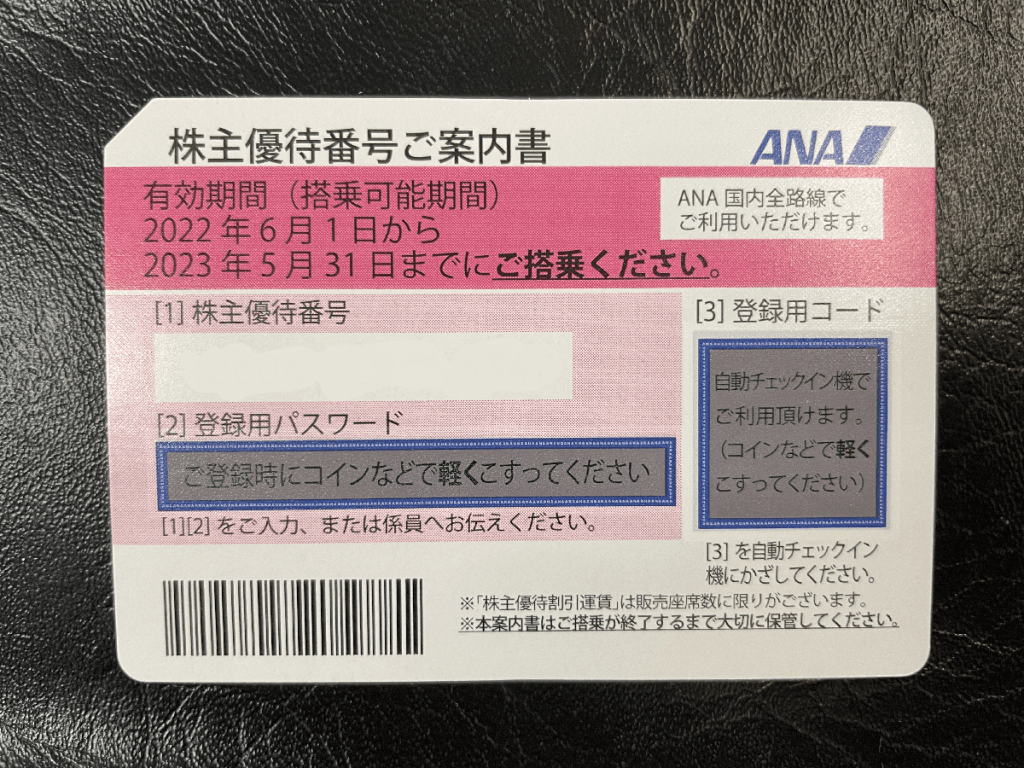 株主優待番号ご案内書
ANA
有効期間（搭乗可能期間）
2022年6月1日から
2023年5月31日までにご搭乗ください。
ANA国内全路線で
ご利用いただけます。
[1] 株主優待番号
[2] 登録用パスワード
ご登録時にコインなどで軽くこすってください
[1][2] をご入力、または係員へお伝えください。
[3] 登録用コード
自動チェックイン機で
ご利用頂けます。
（コインなどで軽く
こすってください）
[3] を自動チェックイン
機にかざしてください。
※「株主優待割引運賃」は販売座席数に限りがございます。
※本案内書はご搭乗が終了するまで大切に保管してください。